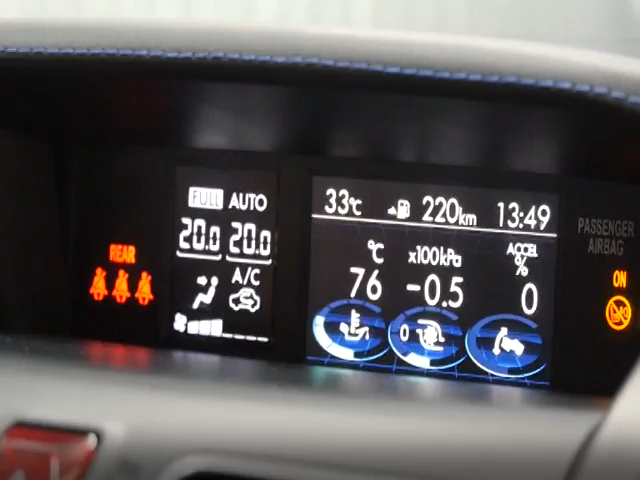 FULL AUTO
20.0 20.0
A/C
REAR
33°C 220km 13:49
°C x100kPa ACCEL %
76 -0.5 0
0
PASSENGER
AIRBAG
ON